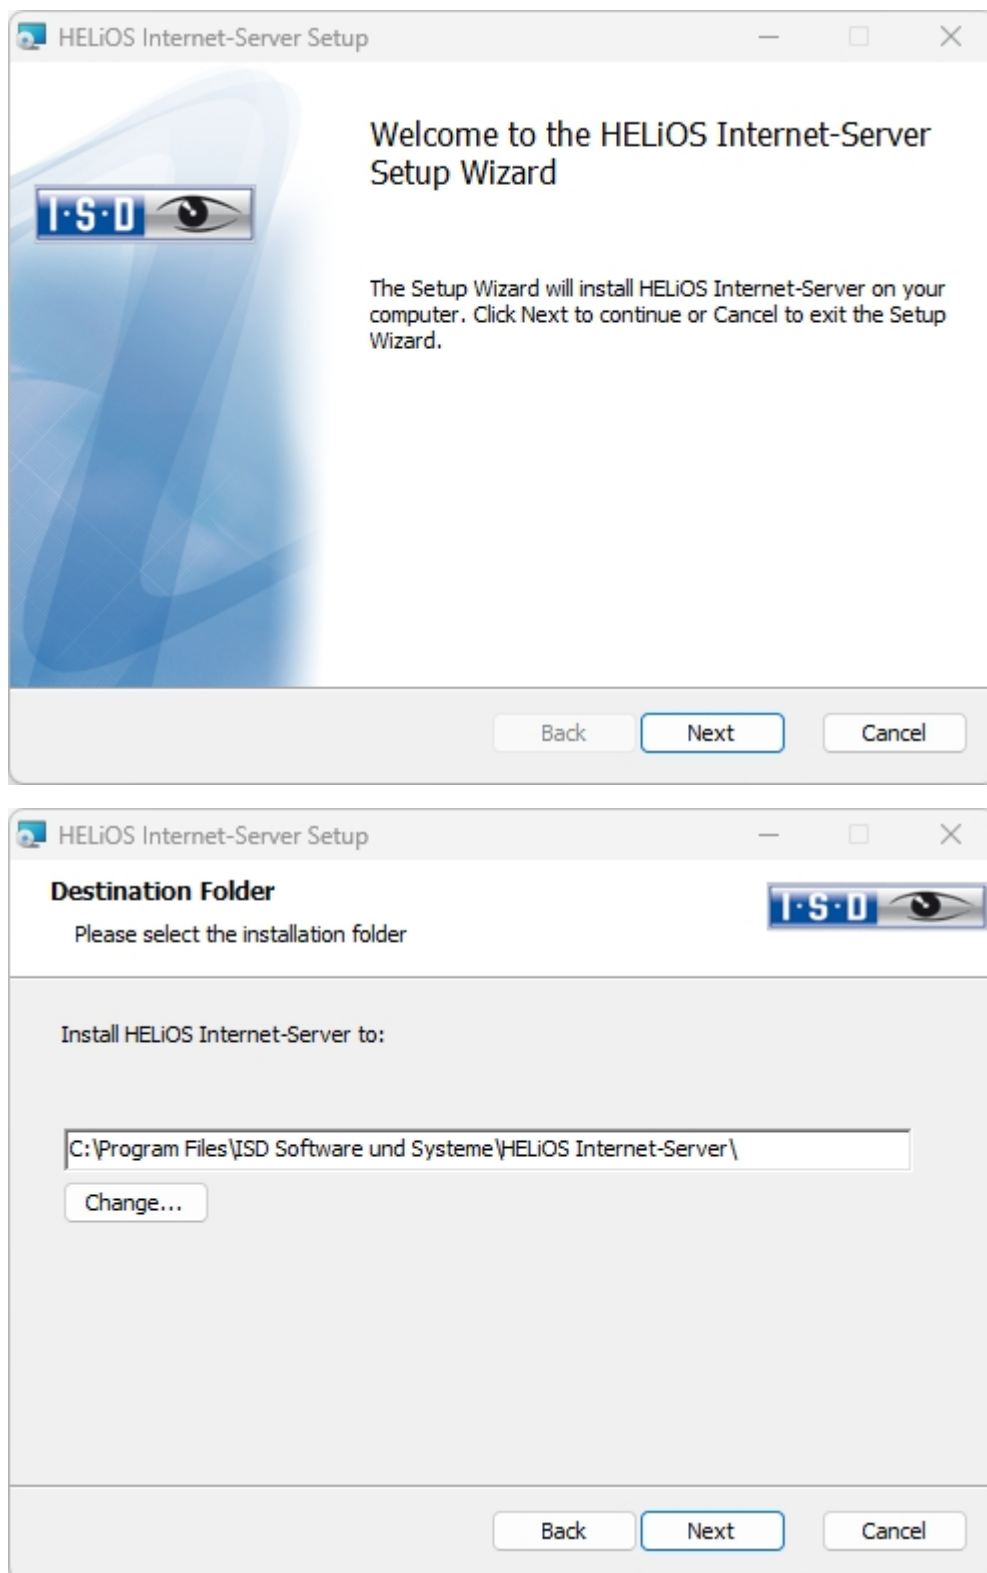 HELiOS Internet-Server Setup
Welcome to the HELiOS Internet-Server
Setup Wizard
I·S·D
The Setup Wizard will install HELiOS Internet-Server on your
computer. Click Next to continue or Cancel to exit the Setup
Wizard.
Back Next Cancel
HELiOS Internet-Server Setup
Destination Folder
I·S·D
Please select the installation folder
Install HELiOS Internet-Server to:
C:\Program Files\ISD Software und Systeme\HELiOS Internet-Server\
Change...
Back Next Cancel